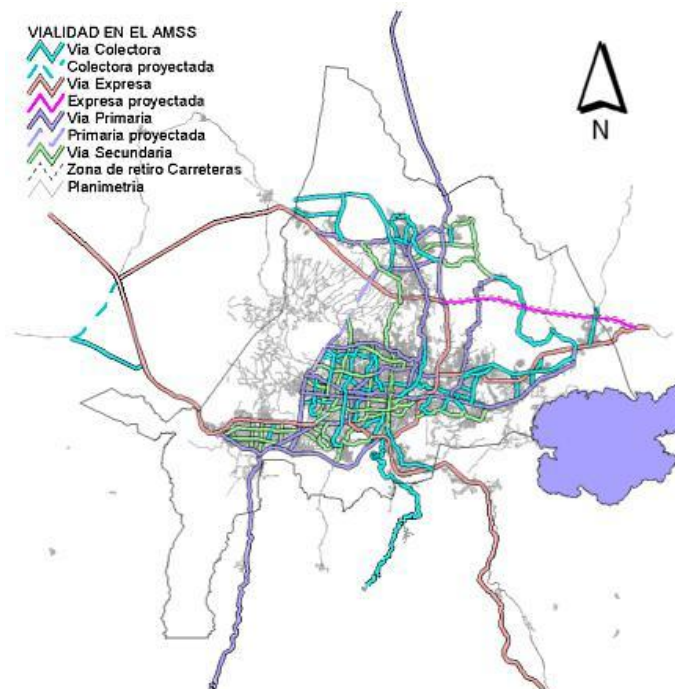 VIALIDAD EN EL AMSS
Via Colectora
Colectora proyectada
Via Expresa
Expresa proyectada
Via Primaria
Primaria proyectada
Via Secundaria
Zona de retiro Carreteras
Planimetria
N